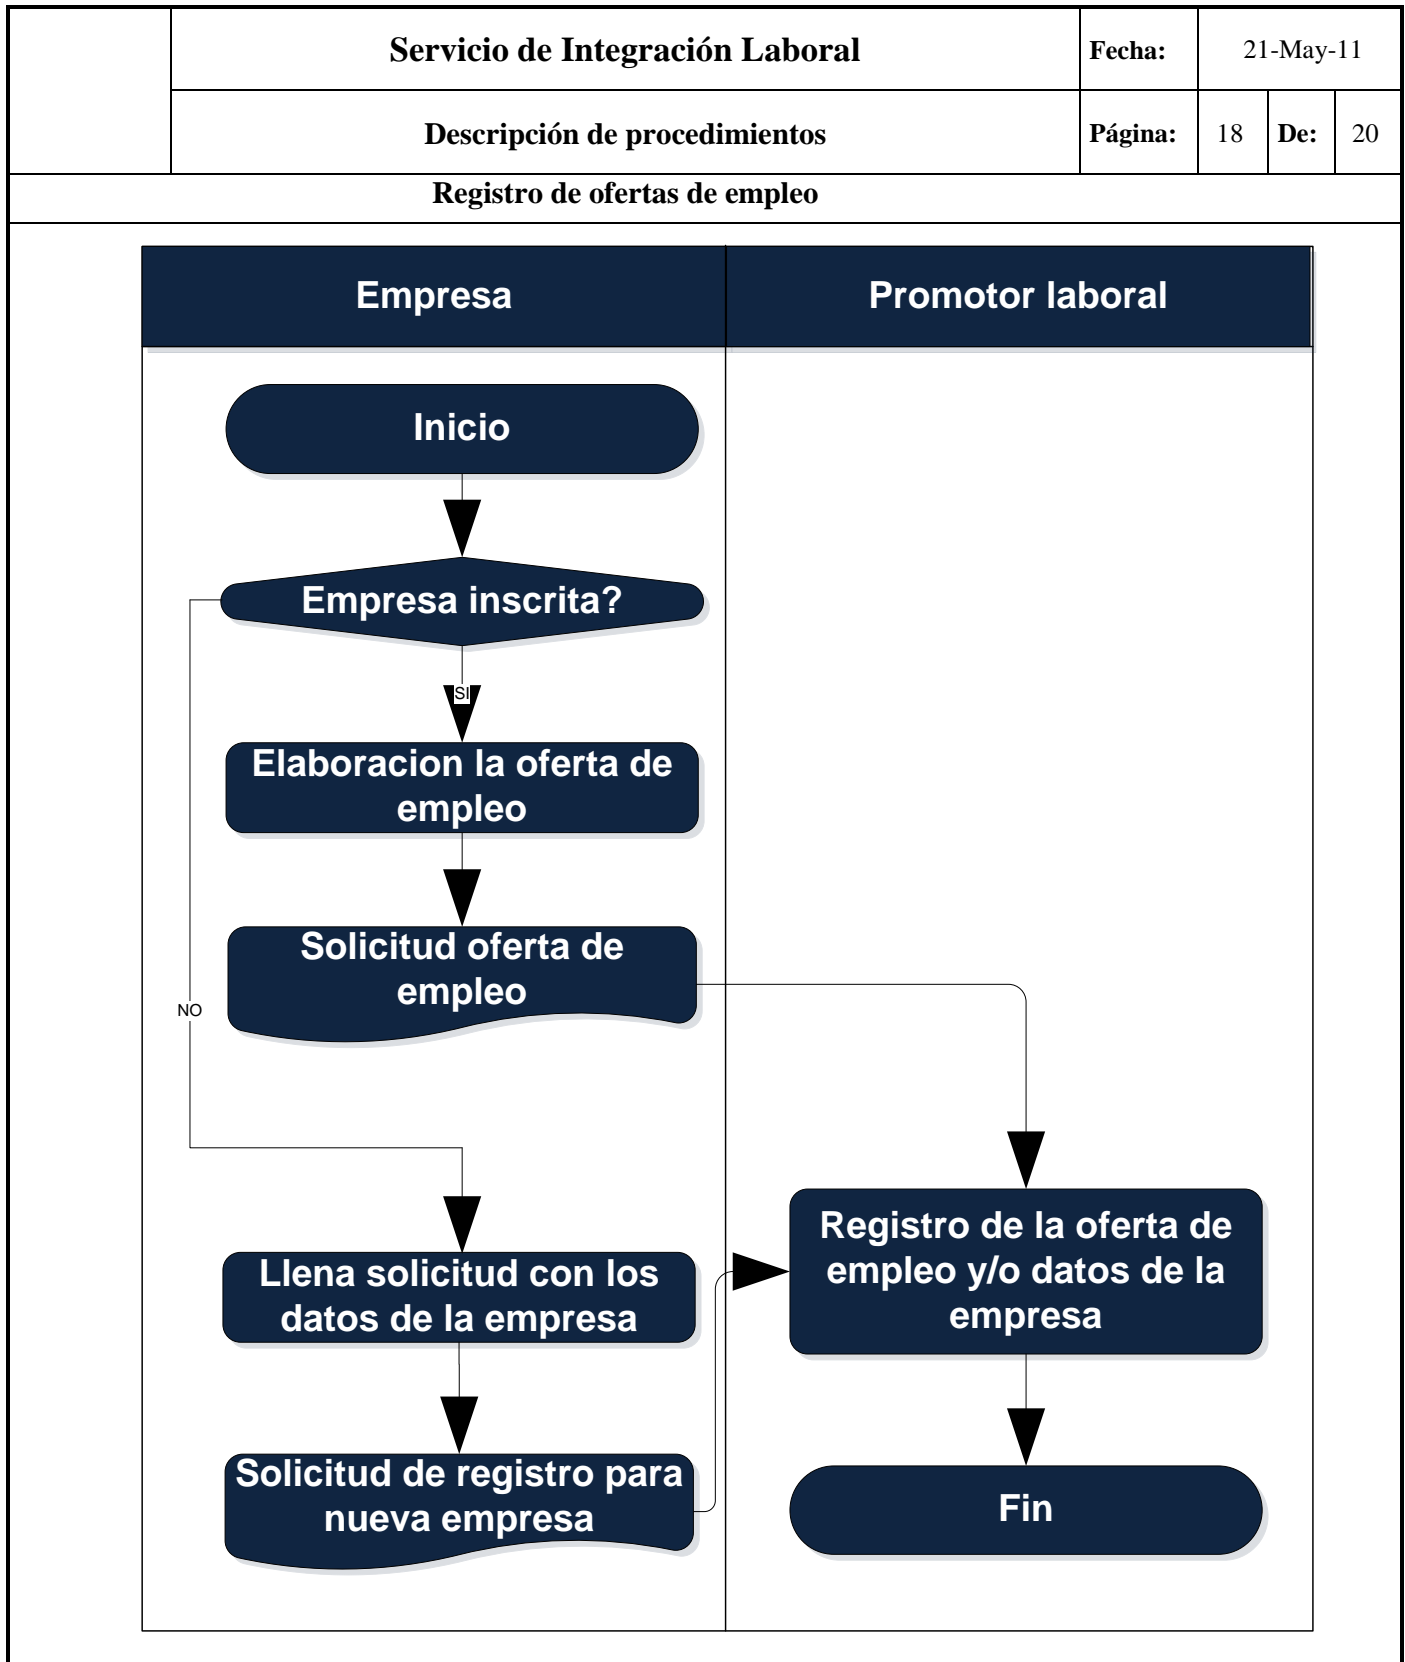 Servicio de Integración Laboral
Fecha:
21-May-11
Descripción de procedimientos
Página:
18
De:
20
Registro de ofertas de empleo
Empresa
Promotor laboral
Inicio
Empresa inscrita?
SI
Elaboracion la oferta de
empleo
Solicitud oferta de
empleo
NO
Llena solicitud con los
datos de la empresa
Registro de la oferta de
empleo y/o datos de la
empresa
Solicitud de registro para
nueva empresa
Fin